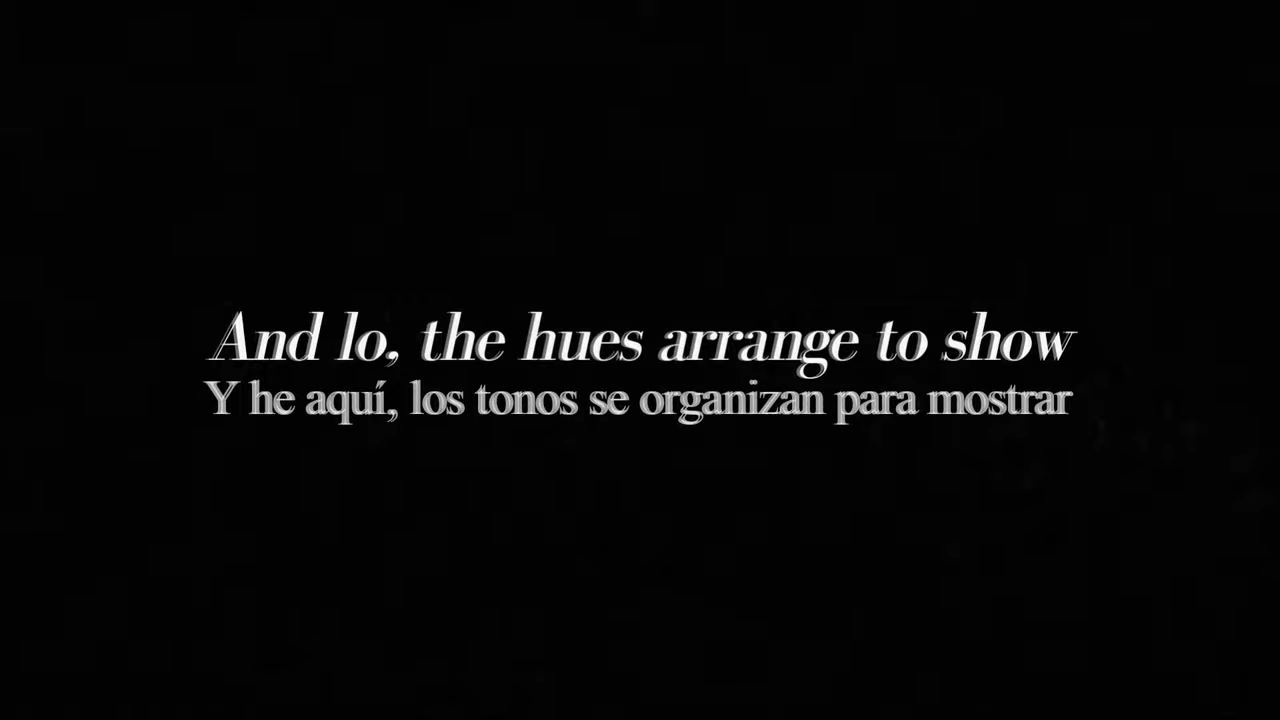 And lo, the hues arrange to show
Y he aquí, los tonos se organizan para mostrar